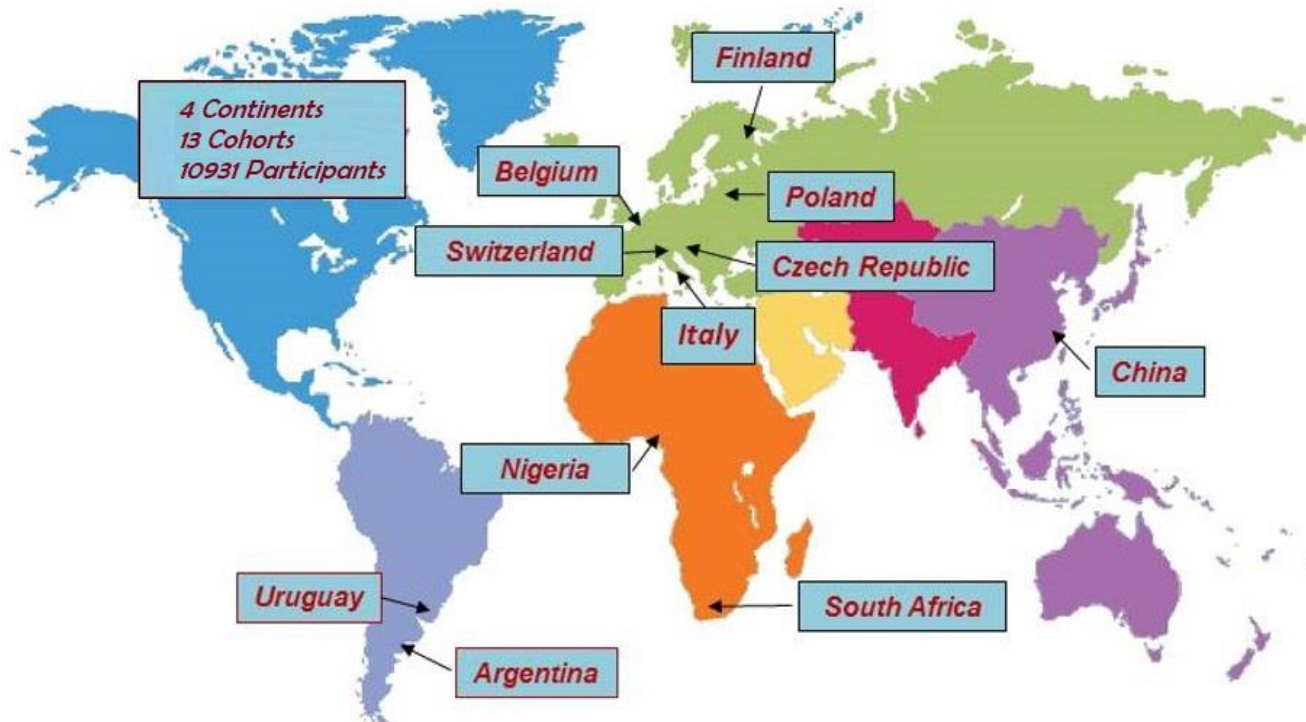 Finland
4 Continents
13 Cohorts
10931 Participants
Belgium
Poland
Switzerland
Czech Republic
Italy
China
Nigeria
Uruguay
South Africa
Argentina